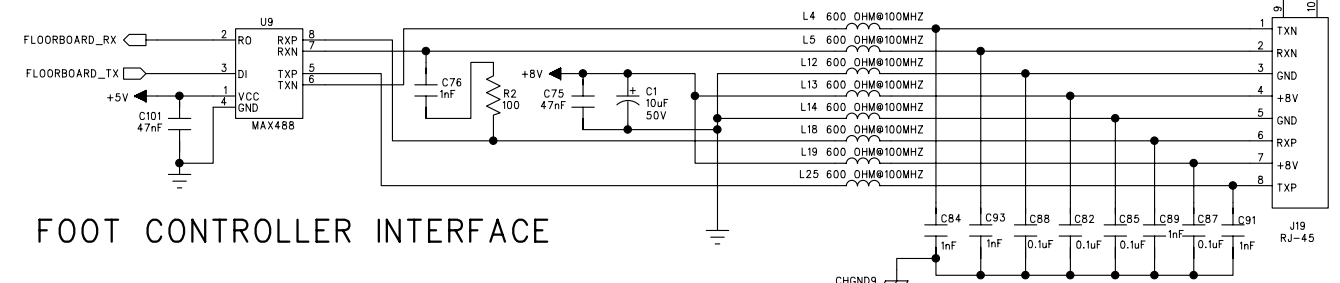 L4 600 OHM@100MHZ
L5 600 OHM@100MHZ
L12 600 OHM@100MHZ
L13 600 OHM@100MHZ
L14 600 OHM@100MHZ
L18 600 OHM@100MHZ
L19 600 OHM@100MHZ
L25 600 OHM@100MHZ
U9
FLOORBOARD_RX
2 RO
RXP 8
RXN 7
FLOORBOARD_TX
3 DI
TXP 5
TXN 6
+5V
1 VCC
4 GND
MAX488
C101
47nF
C76
1nF
R2
100
+8V
C75
47nF
+
C1
10uF
50V
9
10
1 TXN
2 RXN
3 GND
4 +8V
5 GND
6 RXP
7 +8V
8 TXP
J19
RJ-45
C84
1nF
C93
1nF
C88
0.1uF
C82
0.1uF
C85
0.1uF
C89
1nF
C87
0.1uF
C91
1nF
CHGND9
FOOT CONTROLLER INTERFACE